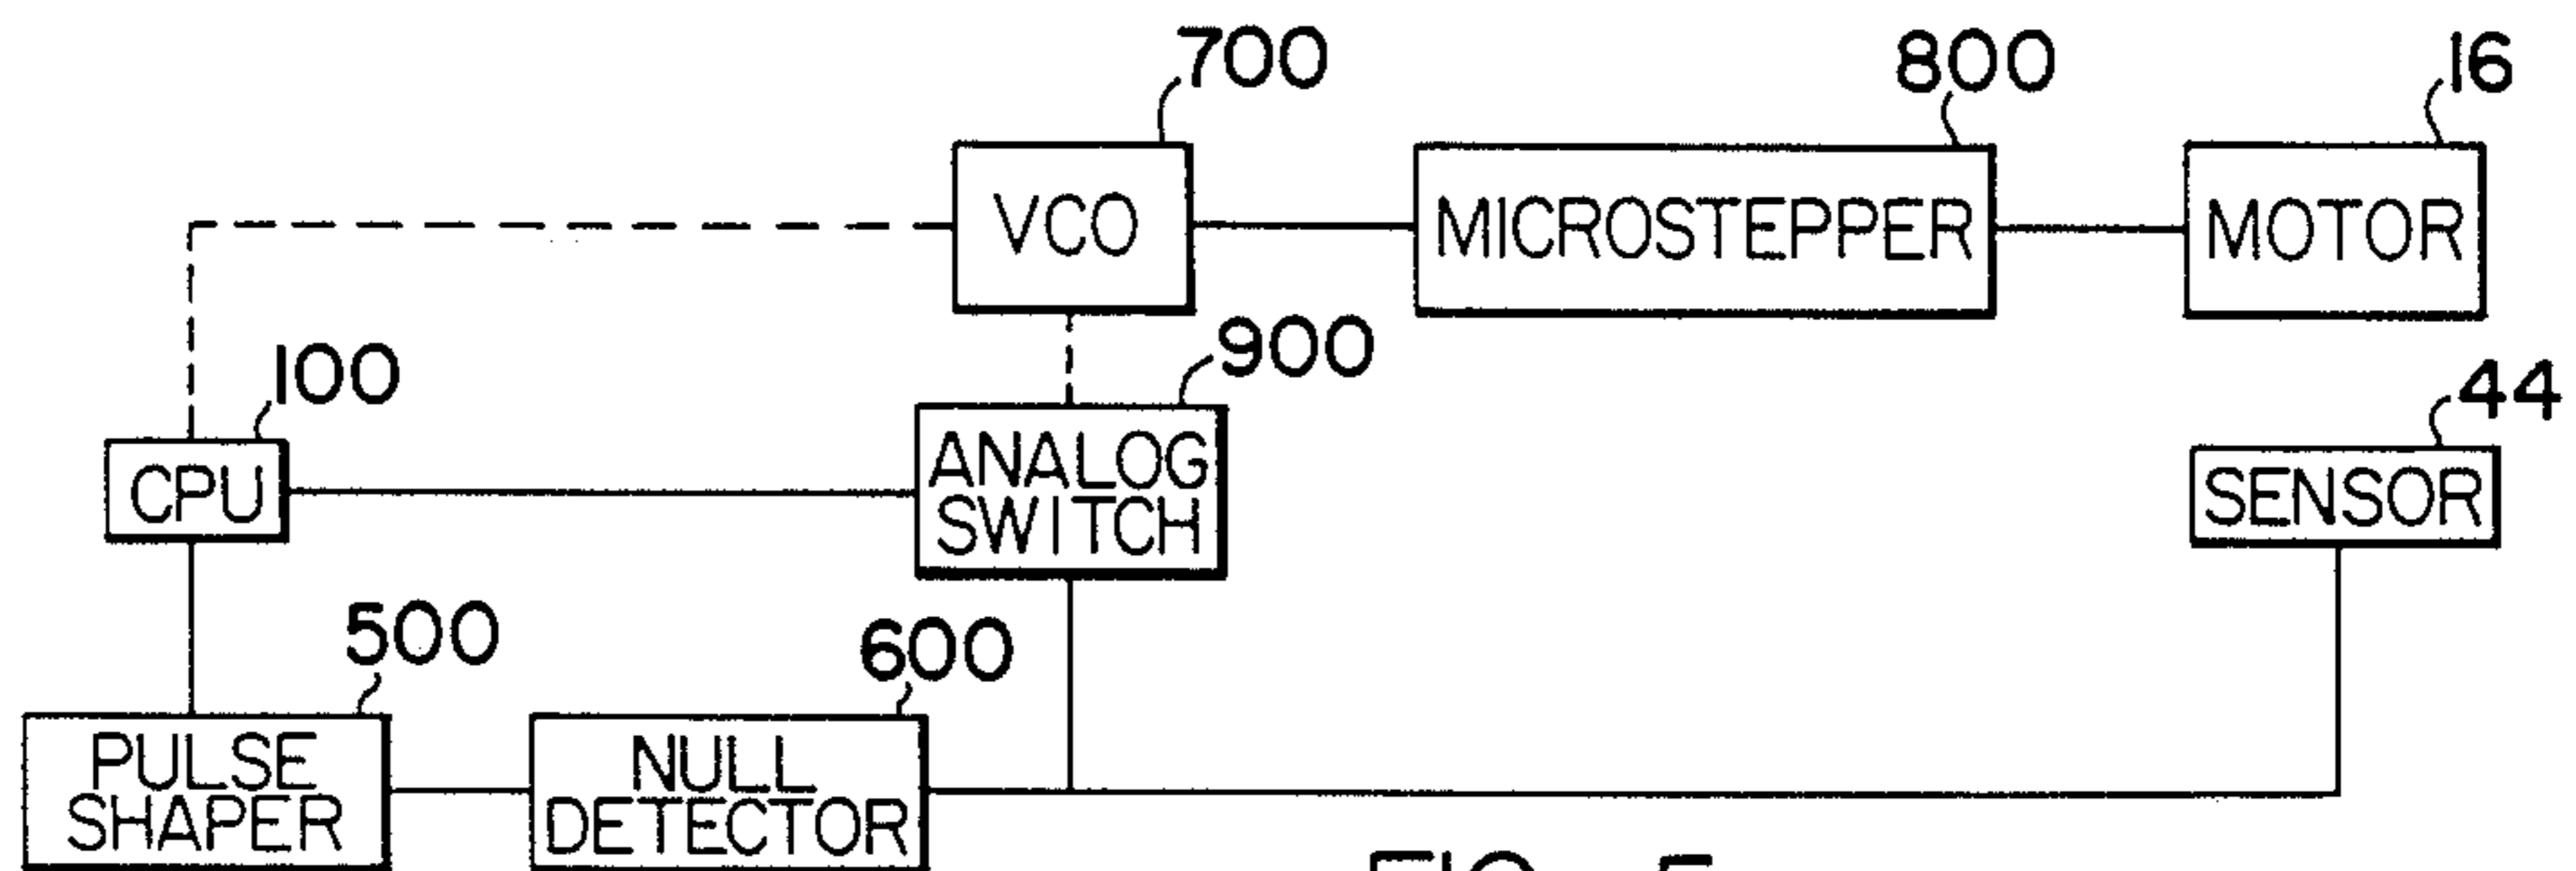 700
800
16
VCO
MICROSTEPPER
MOTOR
100
900
44
CPU
ANALOG
SWITCH
SENSOR
500
600
PULSE
SHAPER
NULL
DETECTOR